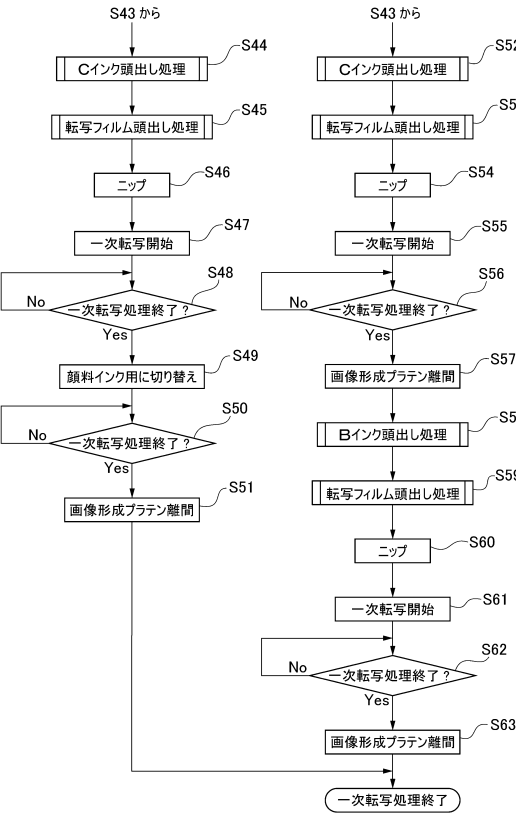 S43 から
Cインク頭出し処理
S44
転写フィルム頭出し処理
S45
ニップ
S46
一次転写開始
S47
一次転写処理終了？
S48
No
Yes
顔料インク用に切り替え
S49
一次転写処理終了？
S50
No
Yes
画像形成プラテン離間
S51
S43 から
Cインク頭出し処理
S52
転写フィルム頭出し処理
ニップ
S54
一次転写開始
S55
一次転写処理終了？
S56
No
Yes
画像形成プラテン離間
S57
Bインク頭出し処理
転写フィルム頭出し処理
S59
ニップ
S60
一次転写開始
S61
一次転写処理終了？
S62
No
Yes
画像形成プラテン離間
S63
一次転写処理終了